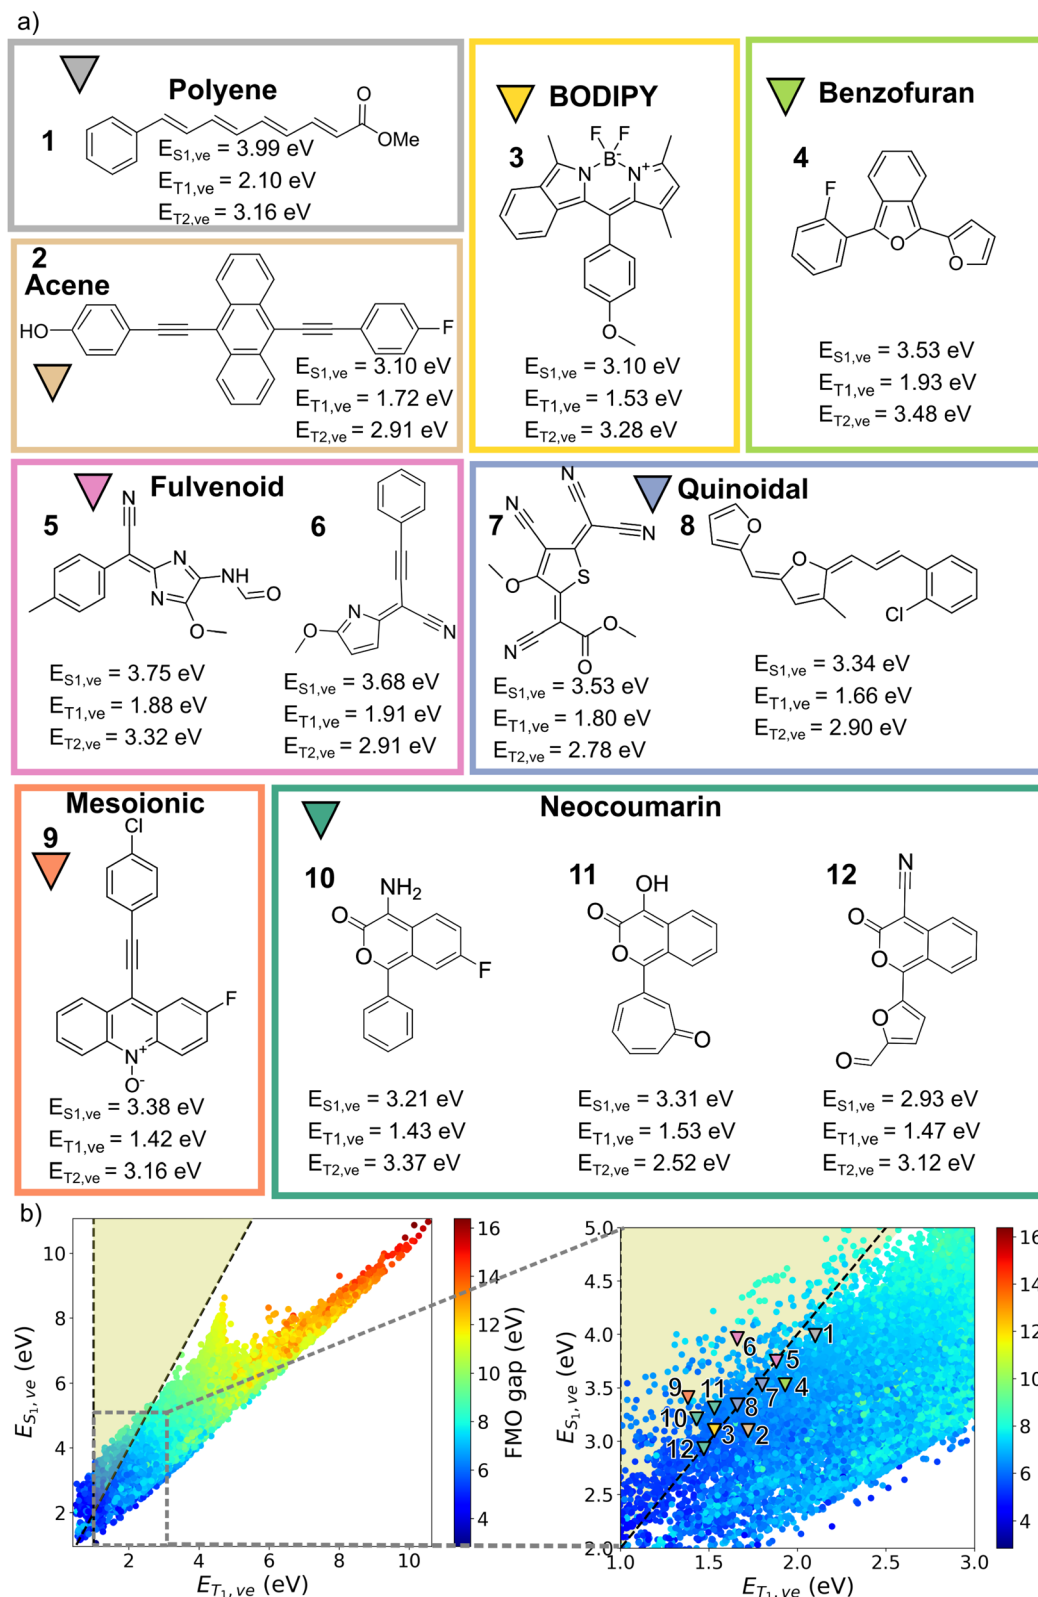 a)
Polyene
1
O
OMe
E_S1,ve = 3.99 eV
E_T1,ve = 2.10 eV
E_T2,ve = 3.16 eV
BODIPY
3
F F
B-
N N+
O
E_S1,ve = 3.10 eV
E_T1,ve = 1.53 eV
E_T2,ve = 3.28 eV
Benzofuran
4
F
O
O
E_S1,ve = 3.53 eV
E_T1,ve = 1.93 eV
E_T2,ve = 3.48 eV
2
Acene
HO
F
E_S1,ve = 3.10 eV
E_T1,ve = 1.72 eV
E_T2,ve = 2.91 eV
Fulvenoid
5
N
N
N
NH
O
O
E_S1,ve = 3.75 eV
E_T1,ve = 1.88 eV
E_T2,ve = 3.32 eV
6
N
O
N
E_S1,ve = 3.68 eV
E_T1,ve = 1.91 eV
E_T2,ve = 2.91 eV
Quinoidal
7
N
N
N
O
S
N
O
O
E_S1,ve = 3.53 eV
E_T1,ve = 1.80 eV
E_T2,ve = 2.78 eV
8
O
O
Cl
E_S1,ve = 3.34 eV
E_T1,ve = 1.66 eV
E_T2,ve = 2.90 eV
Mesoionic
9
Cl
F
N+
O-
E_S1,ve = 3.38 eV
E_T1,ve = 1.42 eV
E_T2,ve = 3.16 eV
Neocoumarin
10
NH2
O
O
F
E_S1,ve = 3.21 eV
E_T1,ve = 1.43 eV
E_T2,ve = 3.37 eV
11
OH
O
O
O
E_S1,ve = 3.31 eV
E_T1,ve = 1.53 eV
E_T2,ve = 2.52 eV
12
N
O
O
O
O
E_S1,ve = 2.93 eV
E_T1,ve = 1.47 eV
E_T2,ve = 3.12 eV
b)
10
8
6
4
2
E_S1,ve (eV)
2 4 6 8 10
E_T1,ve (eV)
16
14
12
10
8
6
4
FMO gap (eV)
5.0
4.5
4.0
3.5
3.0
2.5
2.0
E_S1,ve (eV)
1
6
5
9 11 7 4
10 8
3 2
12
1.0 1.5 2.0 2.5 3.0
E_T1,ve (eV)
16
14
12
10
8
6
4